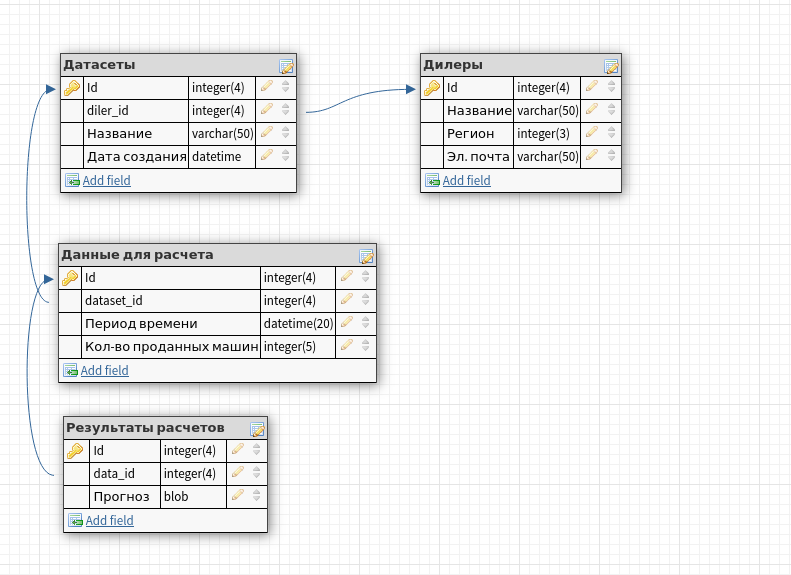 Датасеты
Id integer(4)
diler_id integer(4)
Название varchar(50)
Дата создания datetime
Add field
Дилеры
Id integer(4)
Название varchar(50)
Регион integer(3)
Эл. почта varchar(50)
Add field
Данные для расчета
Id integer(4)
dataset_id integer(4)
Период времени datetime(20)
Кол-во проданных машин integer(5)
Add field
Результаты расчетов
Id integer(4)
data_id integer(4)
Прогноз blob
Add field